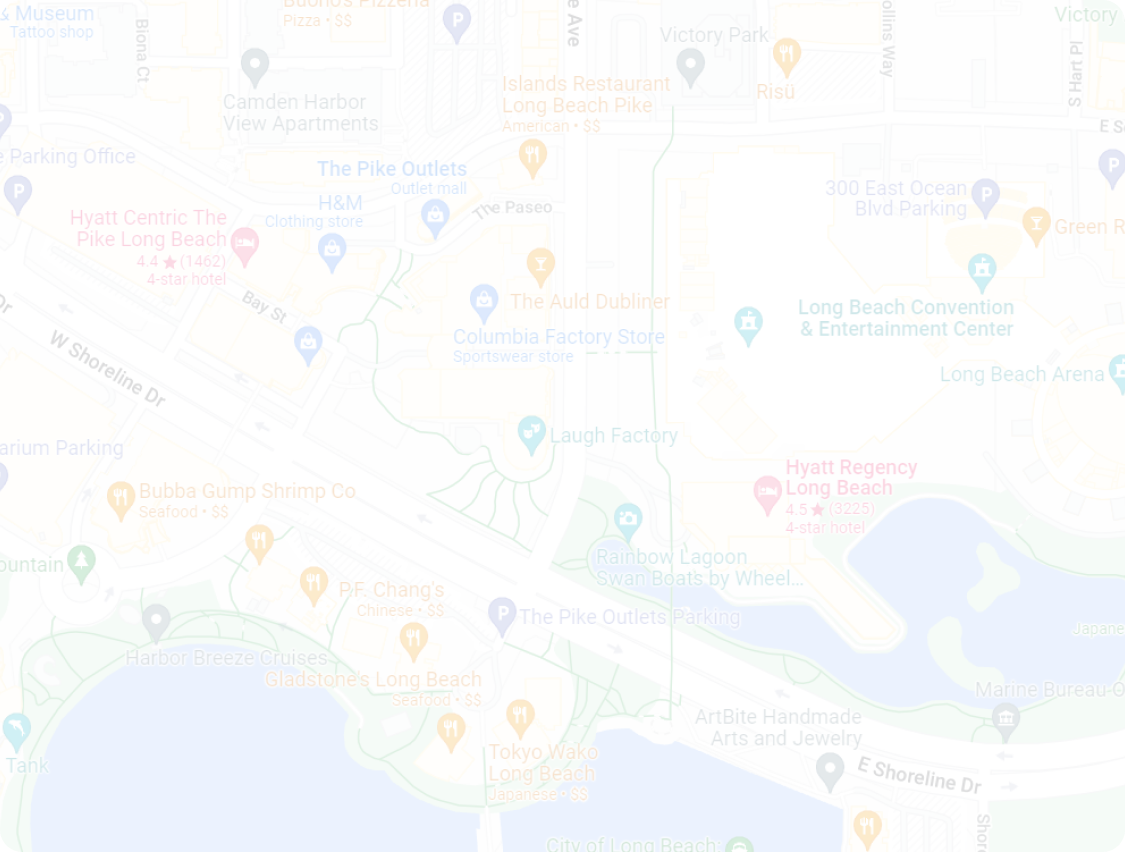 & Museum
Tattoo shop
Biona Ct
Buono's Pizzeria
Pizza • $$
e Ave
Victory Park
ollins Way
Victory
S Hart Pl
Risü
Camden Harbor
View Apartments
Islands Restaurant
Long Beach Pike
American • $$
e Parking Office
The Pike Outlets
Outlet mall
H&M
Clothing store
The Paseo
300 East Ocean
Blvd Parking
Green R
Hyatt Centric The
Pike Long Beach
4.4 ★ (1462)
4-star hotel
Bay St
The Auld Dubliner
Columbia Factory Store
Sportswear store
Long Beach Convention
& Entertainment Center
Long Beach Arena
Dr
W Shoreline Dr
Laugh Factory
arium Parking
Bubba Gump Shrimp Co
Seafood • $$
Hyatt Regency
Long Beach
4.5 ★ (3225)
4-star hotel
ountain
Rainbow Lagoon
Swan Boats by Wheel...
P.F. Chang's
Chinese • $$
The Pike Outlets Parking
Japane
Harbor Breeze Cruises
Gladstone's Long Beach
Seafood • $$
Marine Bureau-O
ArtBite Handmade
Arts and Jewelry
Tank
Tokyo Wako
Long Beach
Japanese • $$
E Shoreline Dr
Shor
City of Long Beach: